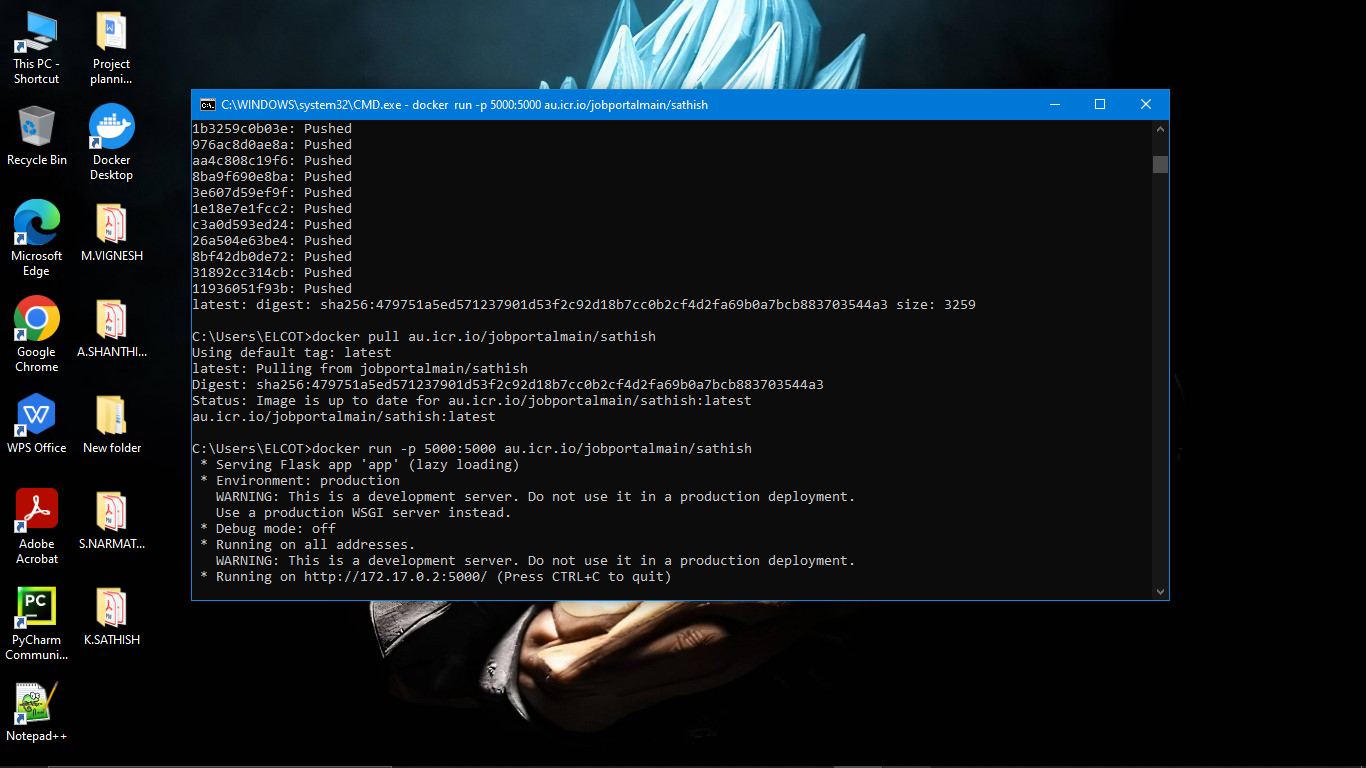 This PC -
Shortcut
Project
planni...
Recycle Bin
Docker
Desktop
Microsoft
Edge
M.VIGNESH
Google
Chrome
A.SHANTHI...
WPS Office
New folder
Adobe
Acrobat
S.NARMAT...
PC
PyCharm
Communi...
K.SATHISH
Notepad++
C:\WINDOWS\system32\CMD.exe - docker  run -p 5000:5000 au.icr.io/jobportalmain/sathish
1b3259c0b03e: Pushed
976ac8d0ae8a: Pushed
aa4c808c19f6: Pushed
8ba9f690e8ba: Pushed
3e607d59ef9f: Pushed
1e18e7e1fcc2: Pushed
c3a0d593ed24: Pushed
26a504e63be4: Pushed
8bf42db0de72: Pushed
31892cc314cb: Pushed
11936051f93b: Pushed
latest: digest: sha256:479751a5ed571237901d53f2c92d18b7cc0b2cf4d2fa69b0a7bcb883703544a3 size: 3259
C:\Users\ELCOT>docker pull au.icr.io/jobportalmain/sathish
Using default tag: latest
latest: Pulling from jobportalmain/sathish
Digest: sha256:479751a5ed571237901d53f2c92d18b7cc0b2cf4d2fa69b0a7bcb883703544a3
Status: Image is up to date for au.icr.io/jobportalmain/sathish:latest
au.icr.io/jobportalmain/sathish:latest
C:\Users\ELCOT>docker run -p 5000:5000 au.icr.io/jobportalmain/sathish
* Serving Flask app 'app' (lazy loading)
* Environment: production
WARNING: This is a development server. Do not use it in a production deployment.
Use a production WSGI server instead.
* Debug mode: off
* Running on all addresses.
WARNING: This is a development server. Do not use it in a production deployment.
* Running on http://172.17.0.2:5000/ (Press CTRL+C to quit)